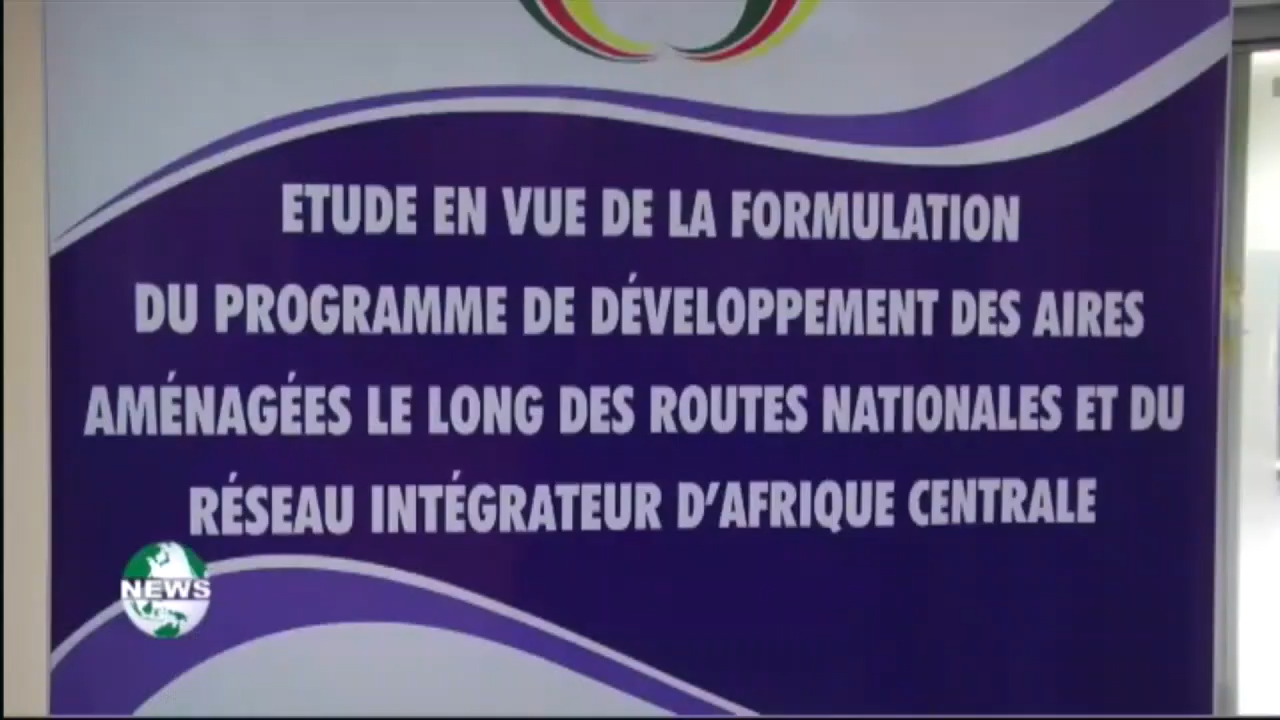 ETUDE EN VUE DE LA FORMULATION
DU PROGRAMME DE DÉVELOPPEMENT DES AIRES
AMÉNAGÉES LE LONG DES ROUTES NATIONALES ET DU
RÉSEAU INTÉGRATEUR D'AFRIQUE CENTRALE
NEWS